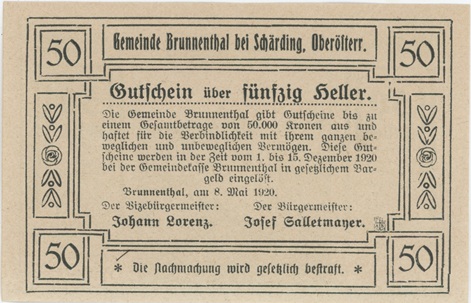 50 Gemeinde Brunnenthal bei Schärding, Oberösterr. 50
Gutschein über fünfzig Heller.
Die Gemeinde Brunnenthal gibt Gutscheine bis zu
einem Gesamtbetrage von 50.000 Kronen aus und
haftet für die Verbindlichkeit mit ihrem ganzen be-
weglichen und unbeweglichen Vermögen. Diese Gut-
scheine werden in der Zeit vom 1. bis 15. Dezember 1920
bei der Gemeindekasse Brunnenthal in gesetzlichem Bar-
geld eingelöst.
Brunnenthal, am 8. Mai 1920.
Der Vizebürgermeister: Der Bürgermeister:
Johann Lorenz. Josef Salletmayer.
50 * Die Nachmachung wird gesetzlich bestraft. * 50